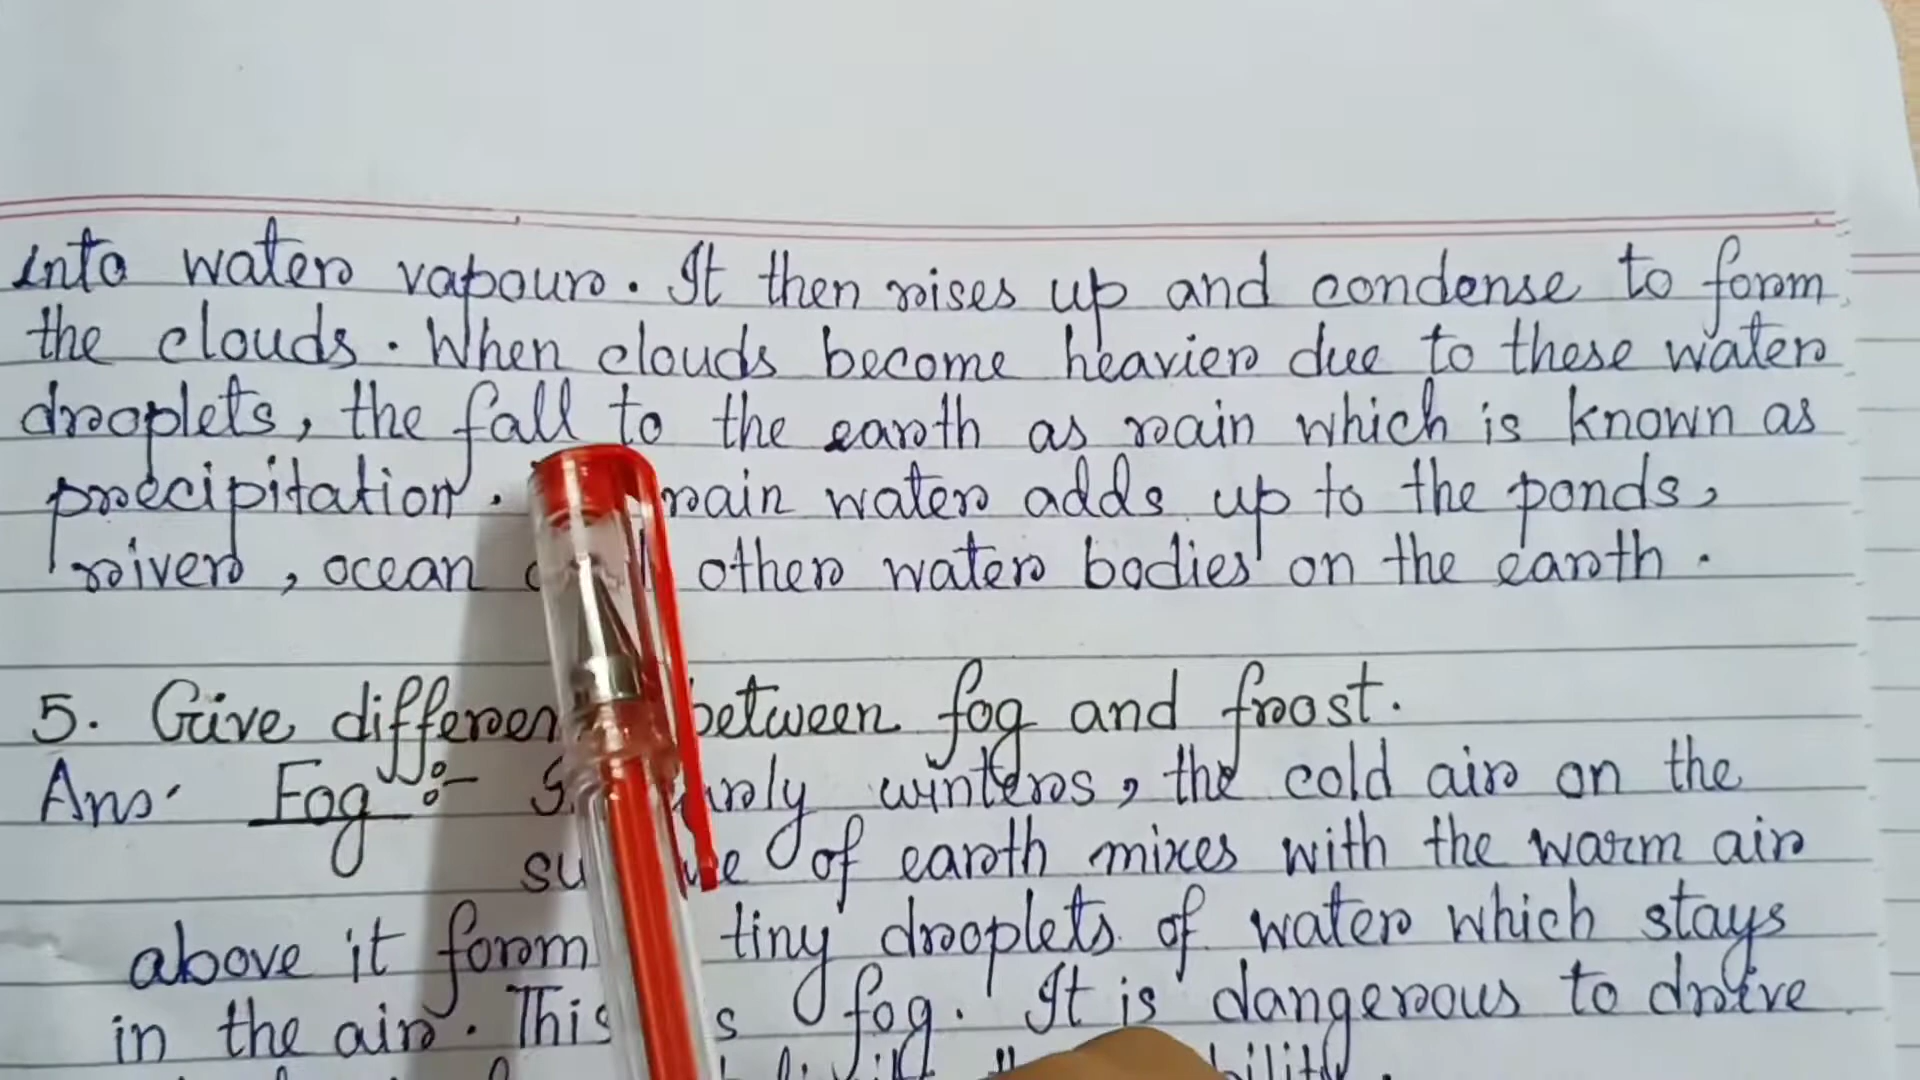 into water vapour. It then rises up and condense to form
the clouds. When clouds become heavier due to these water
droplets, the fall to the earth as rain which is known as
precipitation. rain water adds up to the ponds,
river, ocean other water bodies on the earth.
5. Give between fog and frost.
Ans. Fog :- winters, the cold air on the
of earth mixes with the warm air
above it form tiny droplets of water which stays
in the air. This fog. It is dangerous to drive